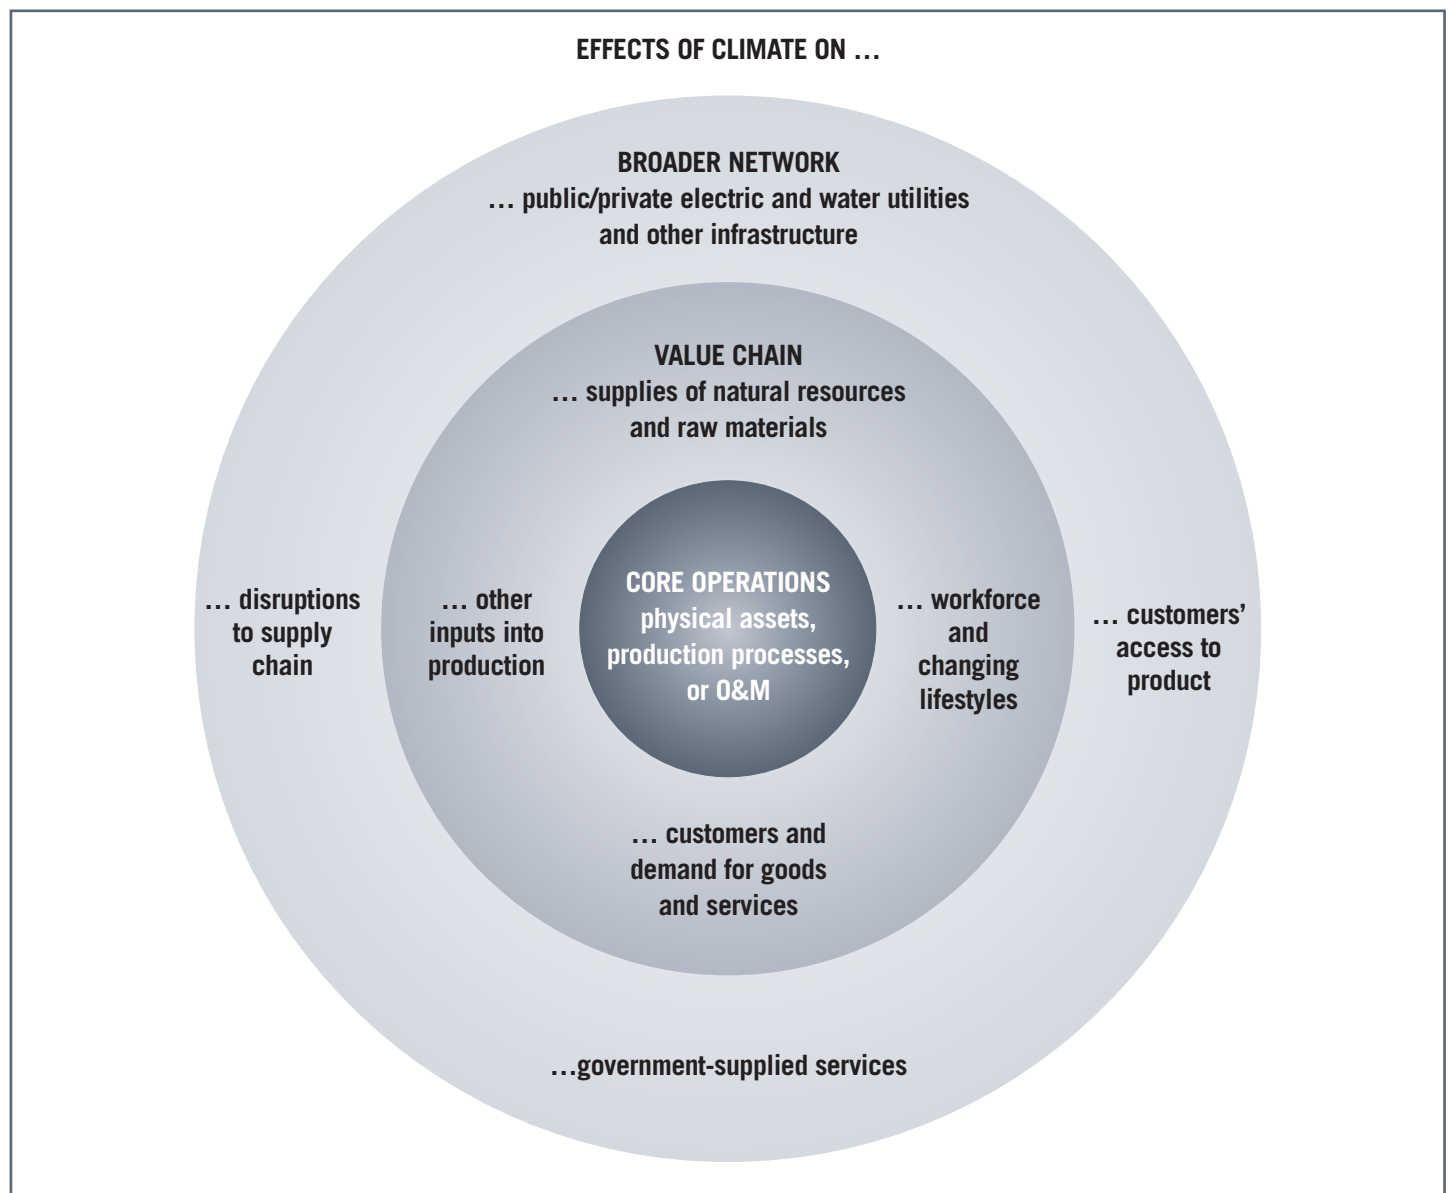 EFFECTS OF CLIMATE ON …
BROADER NETWORK
… public/private electric and water utilities
and other infrastructure
VALUE CHAIN
… supplies of natural resources
and raw materials
CORE OPERATIONS
physical assets,
production processes,
or O&M
… disruptions
to supply
chain
… other
inputs into
production
… workforce
and
changing
lifestyles
… customers’
access to
product
… customers and
demand for goods
and services
…government-supplied services